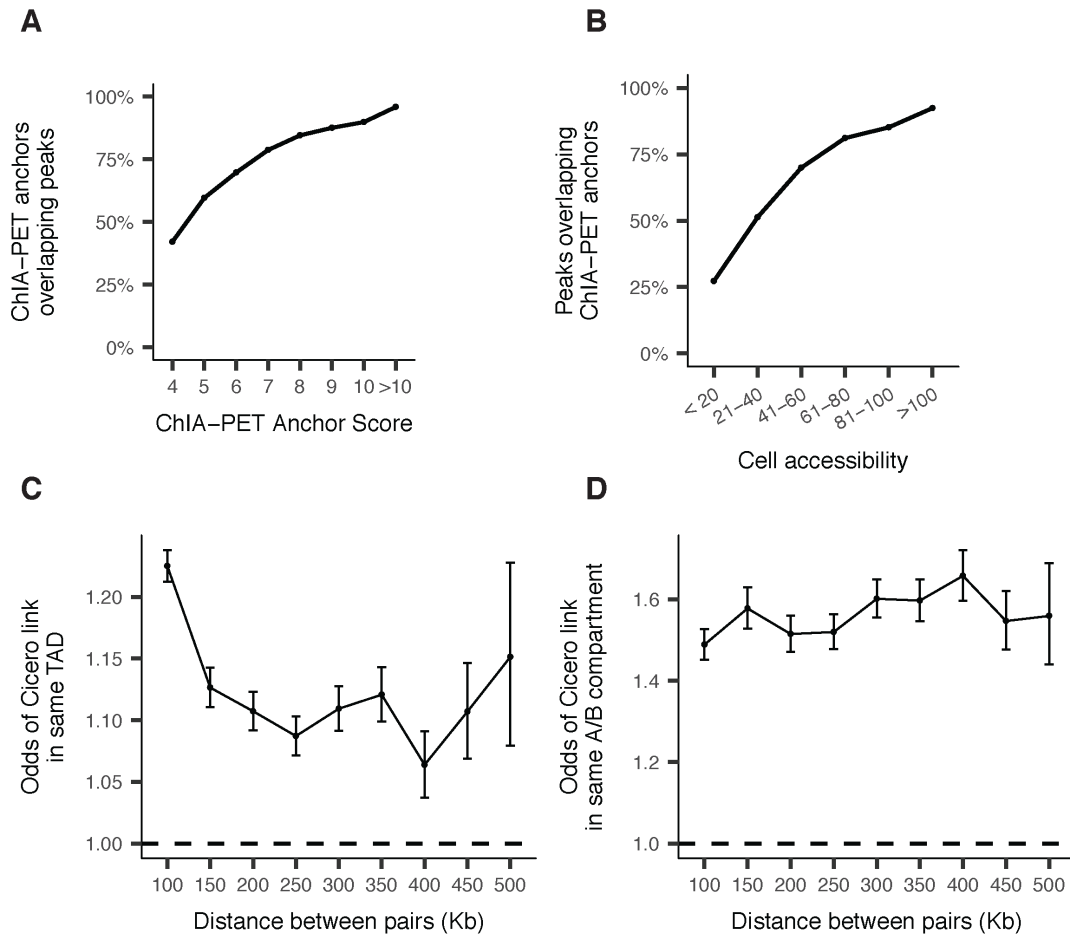 A
ChIA−PET anchors
overlapping peaks
100%
75%
50%
25%
0%
4 5 6 7 8 9 10 >10
ChIA−PET Anchor Score
B
Peaks overlapping
ChIA−PET anchors
100%
75%
50%
25%
0%
< 20 21−40 41−60 61−80 81−100 >100
Cell accessibility
C
Odds of Cicero link
in same TAD
1.20
1.15
1.10
1.05
1.00
100 150 200 250 300 350 400 450 500
Distance between pairs (Kb)
D
Odds of Cicero link
in same A/B compartment
1.6
1.4
1.2
1.0
100 150 200 250 300 350 400 450 500
Distance between pairs (Kb)